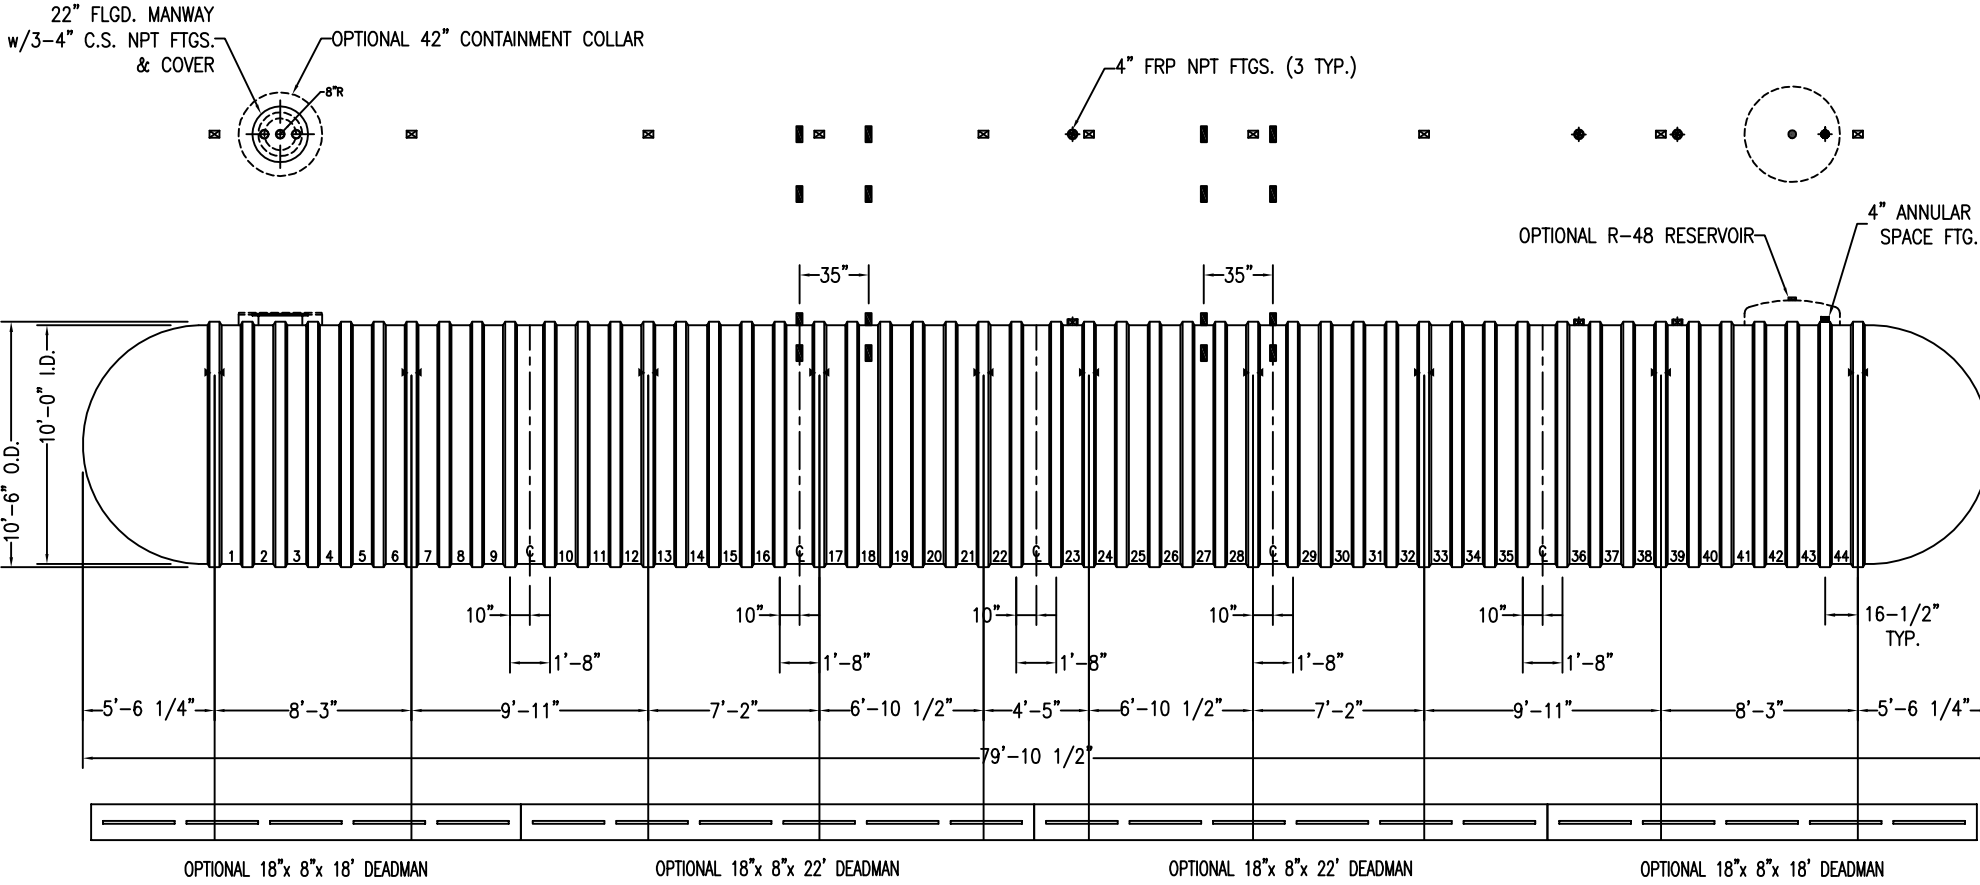 22" FLGD. MANWAY
w/3-4" C.S. NPT FTGS.
& COVER
OPTIONAL 42" CONTAINMENT COLLAR
8"R
4" FRP NPT FTGS. (3 TYP.)
4" ANNULAR
SPACE FTG.
OPTIONAL R-48 RESERVOIR
35" 35"
10'-6" O.D.
10'-0" I.D.
1 2 3 4 5 6 7 8 9 ℄ 10 11 12 13 14 15 16 ℄ 17 18 19 20 21 22 ℄ 23 24 25 26 27 28 ℄ 29 30 31 32 33 34 35 ℄ 36 37 38 39 40 41 42 43 44
10" 10" 10" 10" 10" 16-1/2"
TYP.
1'-8" 1'-8" 1'-8" 1'-8" 1'-8"
5'-6 1/4" 8'-3" 9'-11" 7'-2" 6'-10 1/2" 4'-5" 6'-10 1/2" 7'-2" 9'-11" 8'-3" 5'-6 1/4"
79'-10 1/2"
OPTIONAL 18"x 8"x 18' DEADMAN
OPTIONAL 18"x 8"x 22' DEADMAN
OPTIONAL 18"x 8"x 22' DEADMAN
OPTIONAL 18"x 8"x 18' DEADMAN